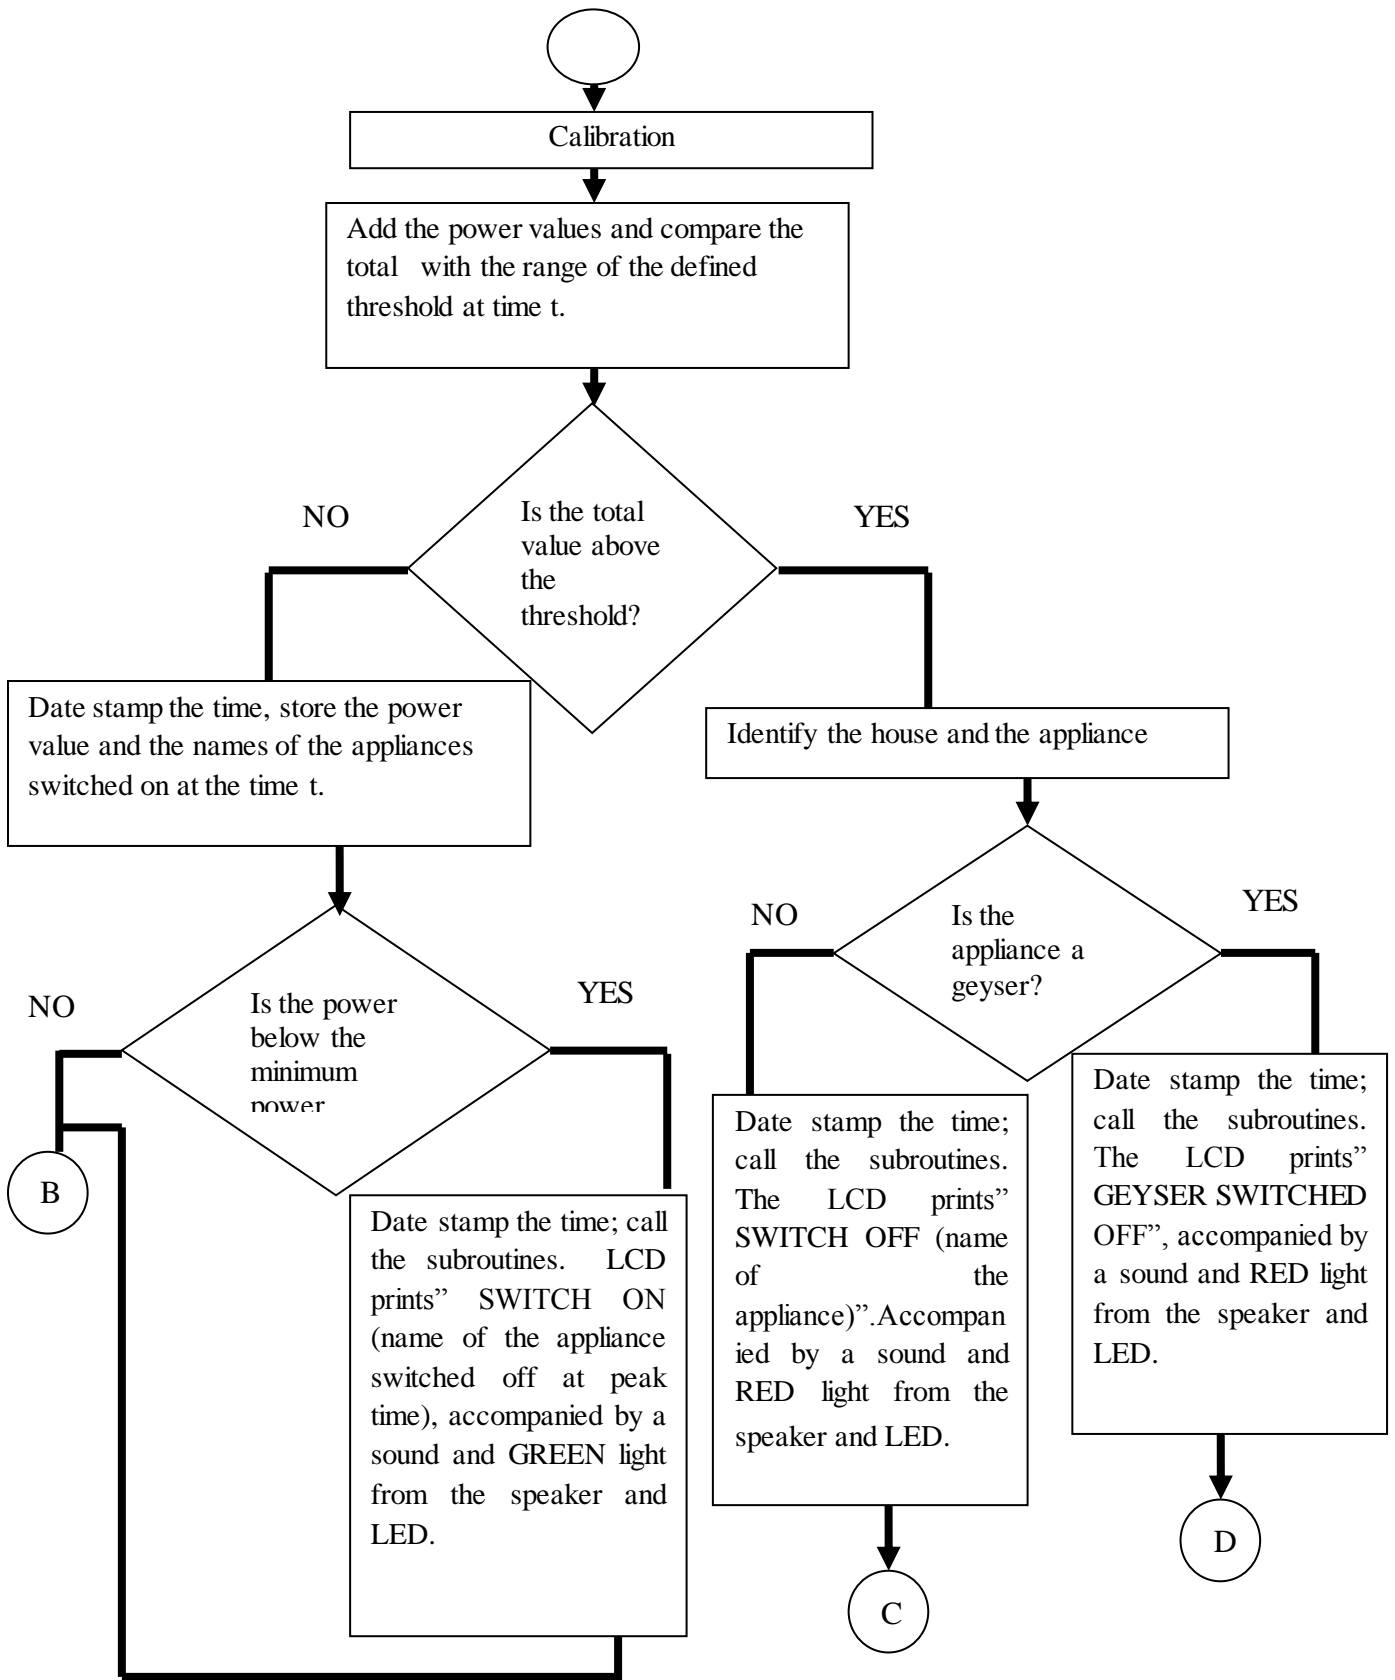 Calibration
Add the power values and compare the
total with the range of the defined
threshold at time t.
Is the total
value above
the
threshold?
NO
YES
Date stamp the time, store the power
value and the names of the appliances
switched on at the time t.
Identify the house and the appliance
Is the power
below the
minimum
power
NO
YES
Is the
appliance a
geyser?
NO
YES
B
Date stamp the time; call
the subroutines. LCD
prints” SWITCH ON
(name of the appliance
switched off at peak
time), accompanied by a
sound and GREEN light
from the speaker and
LED.
Date stamp the time;
call the subroutines.
The LCD prints”
SWITCH OFF (name
of the
appliance)”.Accompan
ied by a sound and
RED light from the
speaker and LED.
Date stamp the time;
call the subroutines.
The LCD prints”
GEYSER SWITCHED
OFF”, accompanied by
a sound and RED light
from the speaker and
LED.
C
D